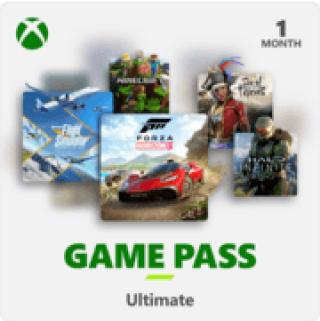 1
MONTH
MINECRAFT
Flight
Simulator
Sea of
Thieves
FORZA
HORIZON 5
HALO
INFINITE
GAME PASS
Ultimate